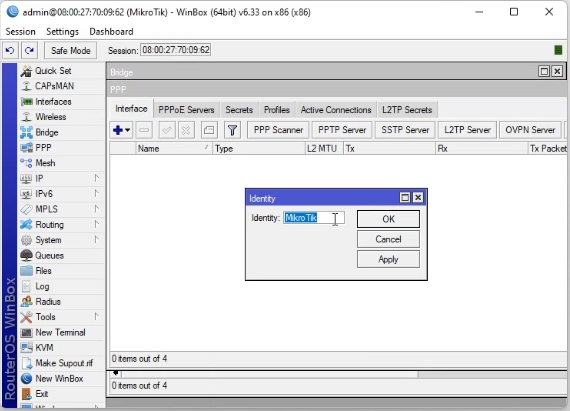 admin@08:00:27:70:09:62 (MikroTik) - WinBox (64bit) v6.33 on x86 (x86)
Session Settings Dashboard
Safe Mode Session: 08:00:27:70:09:62
Quick Set
CAPsMAN
Interfaces
Wireless
Bridge
PPP
Mesh
IP
IPv6
MPLS
Routing
System
Queues
Files
Log
Radius
Tools
New Terminal
KVM
Make Supout.rif
New WinBox
Exit
RouterOS WinBox
Bridge
PPP
Interface PPPoE Servers Secrets Profiles Active Connections L2TP Secrets
PPP Scanner PPTP Server SSTP Server L2TP Server OVPN Server
Name / Type L2 MTU Tx Rx Tx Packet
Identity
Identity: MikroTik OK
Cancel
Apply
0 items out of 4
0 items out of 4